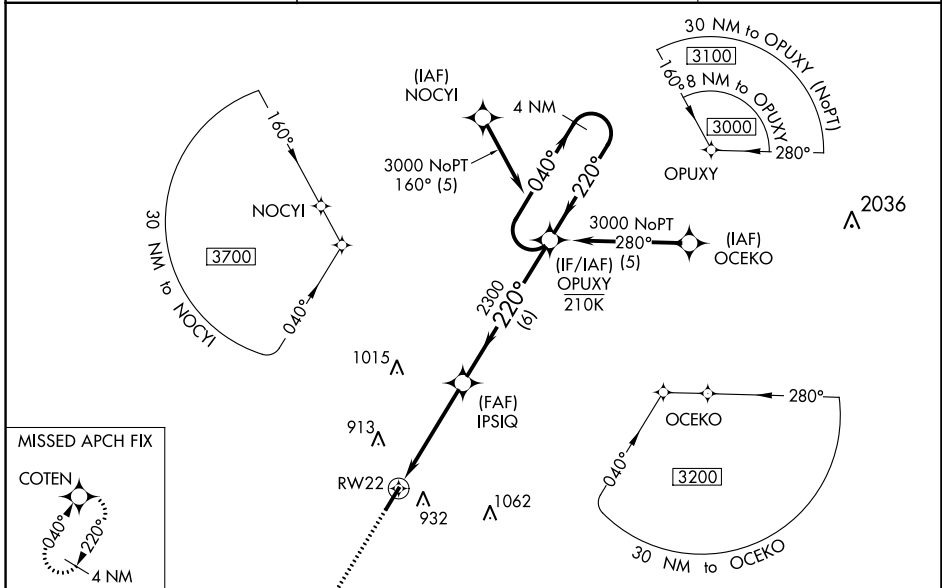 30 NM to OPUXY (NoPT)
3100
8 NM to OPUXY
3000
160°
280°
OPUXY
(IAF)
NOCYI
4 NM
3000 NoPT
160° (5)
040°
220°
160°
NOCYI
3700
040°
30 NM to NOCYI
2036
3000 NoPT
280°
(5)
(IAF)
OCEKO
(IF/IAF)
OPUXY
210K
2300
220°
(6)
1015
(FAF)
IPSIQ
913
RW22
932
1062
280°
OCEKO
040°
3200
30 NM to OCEKO
MISSED APCH FIX
COTEN
040°
220°
4 NM